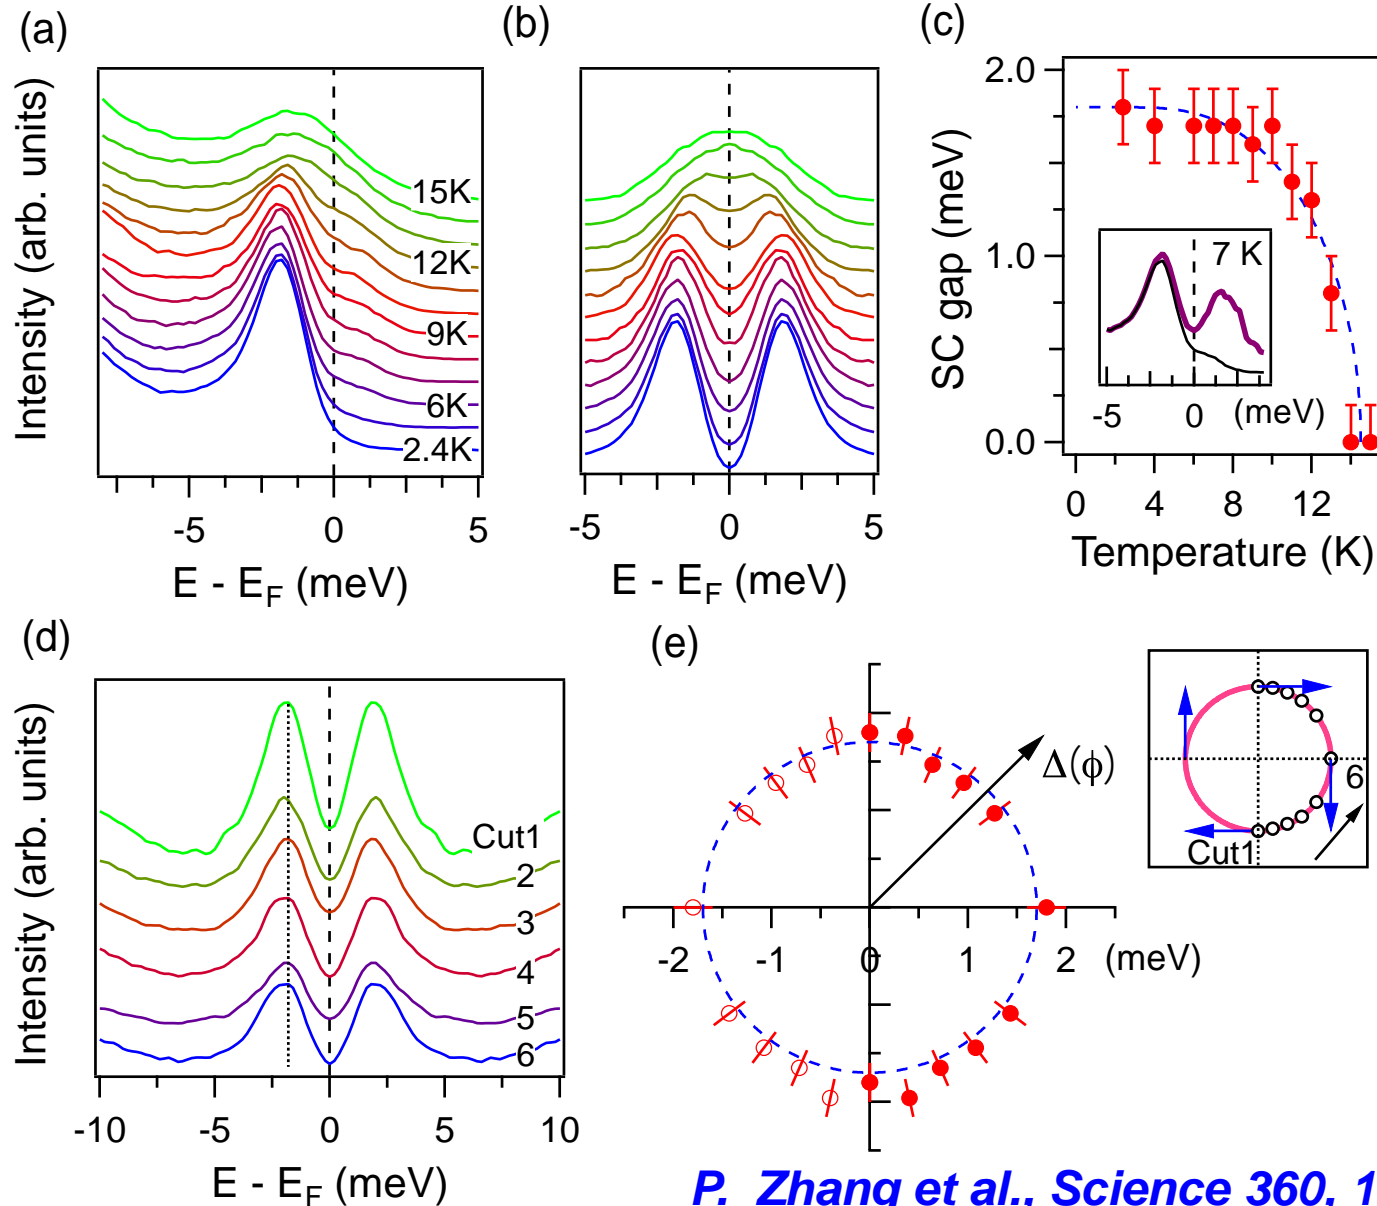 (a)
Intensity (arb. units)
15K
12K
9K
6K
2.4K
-5 0 5
E - EF (meV)
(b)
-5 0 5
E - EF (meV)
(c)
SC gap (meV)
2.0
1.0
0.0
7 K
-5 0 (meV)
0 4 8 12
Temperature (K)
(d)
Intensity (arb. units)
Cut1
2
3
4
5
6
-10 -5 0 5 10
E - EF (meV)
(e)
Δ(ϕ)
-2 -1 0 1 2 (meV)
6
Cut1
P. Zhang et al., Science 360, 1